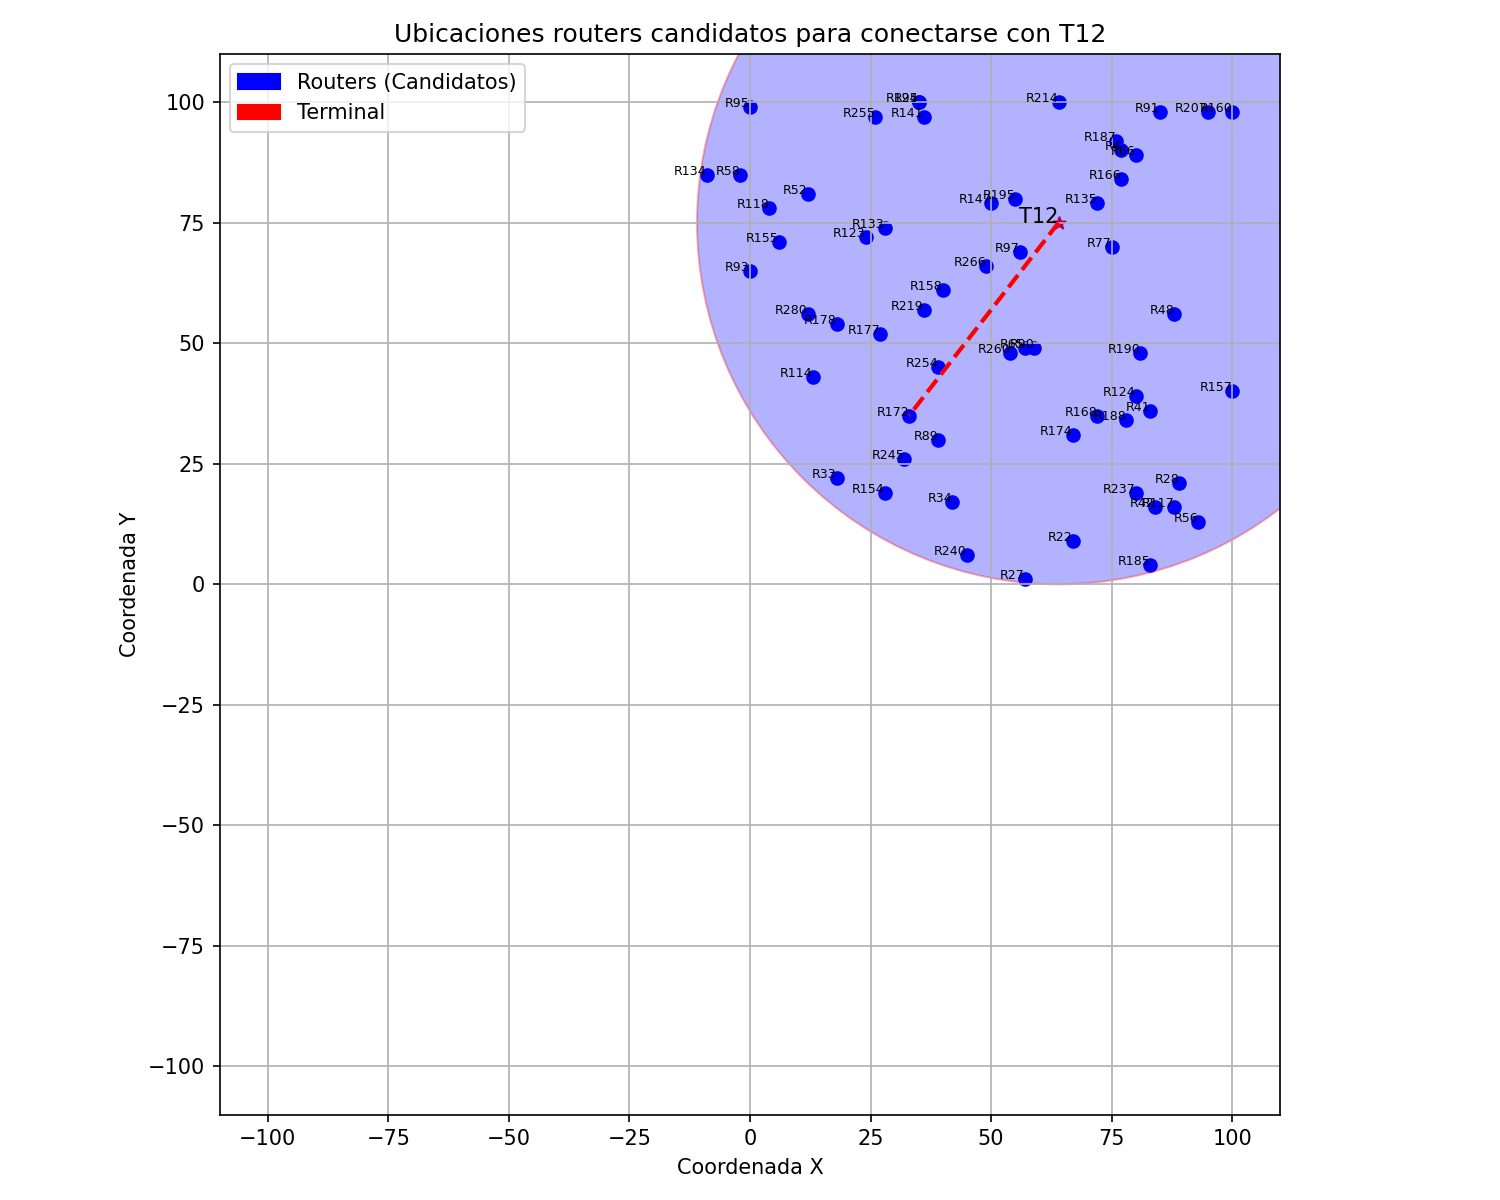 Ubicaciones routers candidatos para conectarse con T12
Routers (Candidatos)
Terminal
R95
R255
R141
R214
R91
R207
R160
R187
R166
R134
R58
R52
R118
R147
R195
R135
T12
R133
R123
R155
R97
R77
R266
R93
R158
R219
R280
R178
R177
R48
R260
R190
R254
R114
R124
R157
R41
R172
R168
R188
R174
R89
R245
R33
R154
R34
R237
R28
R42
R117
R56
R22
R240
R185
R27
100
75
50
25
0
−25
−50
−75
−100
−100
−75
−50
−25
0
25
50
75
100
Coordenada X
Coordenada Y